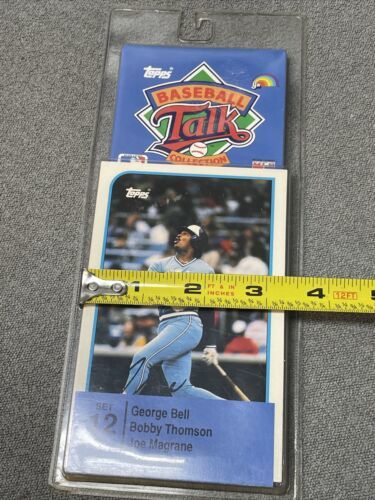 Topps
BASEBALL
Talk
COLLECTION
Topps
1 2 FT & IN INCHES 3 4 12FT 5
SET 12
George Bell
Bobby Thomson
Joe Magrane